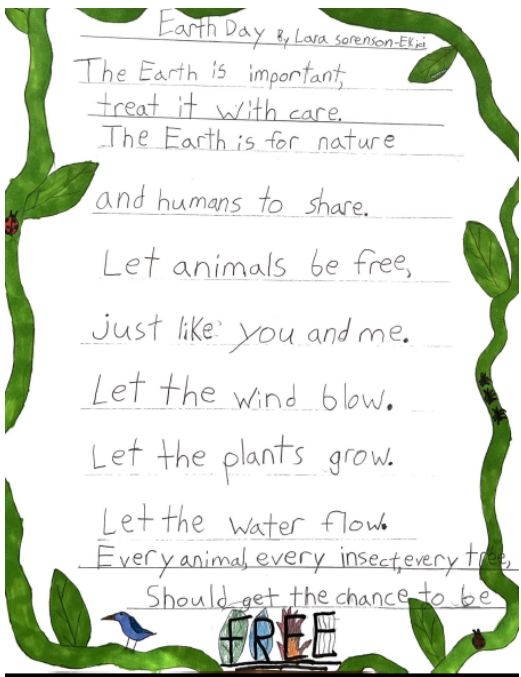 Earth Day By Lara Sorenson-Ekici
The Earth is important,
treat it with care.
The Earth is for nature
and humans to share.
Let animals be free,
just like you and me.
Let the wind blow.
Let the plants grow.
Let the water flow.
Every animal, every insect, every tree,
Should get the chance to be
FREE